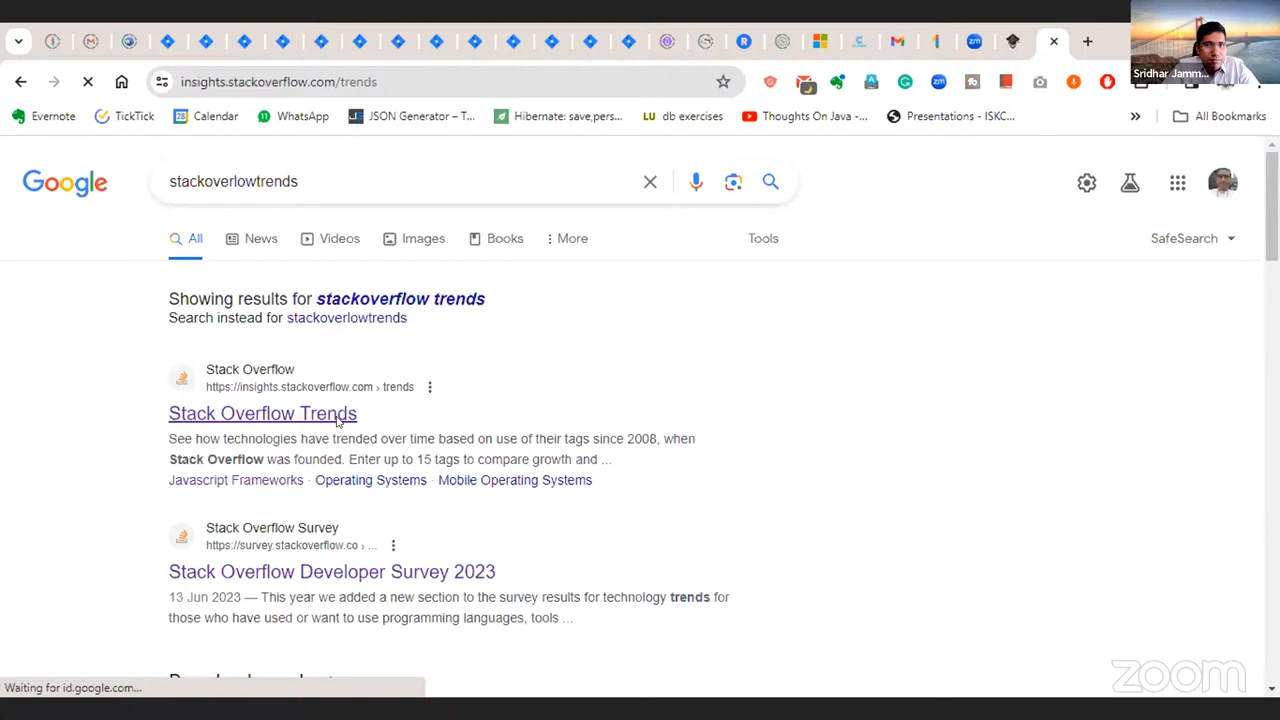 Sridhar Jamm...
insights.stackoverflow.com/trends
Evernote
TickTick
Calendar
WhatsApp
JSON Generator – T...
Hibernate: save,pers...
LU db exercises
Thoughts On Java -...
Presentations — ISKC...
»
All Bookmarks
Google
stackoverlowtrends
All
News
Videos
Images
Books
More
Tools
SafeSearch
Showing results for stackoverflow trends
Search instead for stackoverlowtrends
Stack Overflow
https://insights.stackoverflow.com › trends
Stack Overflow Trends
See how technologies have trended over time based on use of their tags since 2008, when
Stack Overflow was founded. Enter up to 15 tags to compare growth and ...
Javascript Frameworks · Operating Systems · Mobile Operating Systems
Stack Overflow Survey
https://survey.stackoverflow.co › ...
Stack Overflow Developer Survey 2023
13 Jun 2023 — This year we added a new section to the survey results for technology trends for
those who have used or want to use programming languages, tools ...
Waiting for id.google.com...
zoom